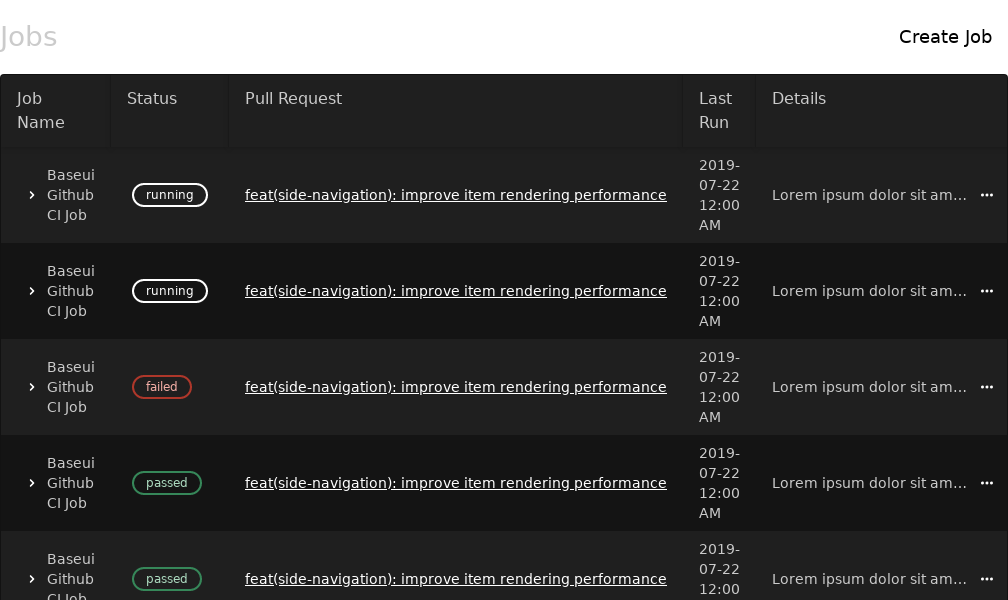 Jobs
Create Job
Job
Name
Status
Pull Request
Last
Run
Details
Baseui
Github
CI Job
running
feat(side-navigation): improve item rendering performance
2019-
07-22
12:00
AM
Lorem ipsum dolor sit am...
Baseui
Github
CI Job
running
feat(side-navigation): improve item rendering performance
2019-
07-22
12:00
AM
Lorem ipsum dolor sit am...
Baseui
Github
CI Job
failed
feat(side-navigation): improve item rendering performance
2019-
07-22
12:00
AM
Lorem ipsum dolor sit am...
Baseui
Github
CI Job
passed
feat(side-navigation): improve item rendering performance
2019-
07-22
12:00
AM
Lorem ipsum dolor sit am...
Baseui
Github
CI Job
passed
feat(side-navigation): improve item rendering performance
2019-
07-22
12:00
Lorem ipsum dolor sit am...